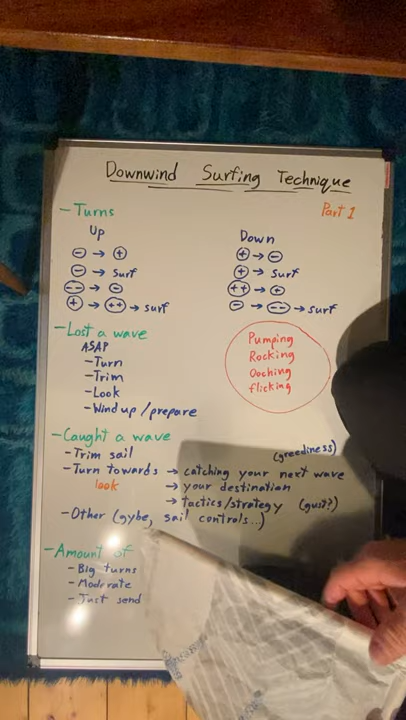 Downwind Surfing Technique
Part 1
- Turns
Up
⊖ → ⊕
⊖ → surf
(--) → ⊖
⊕ → (++) → surf
Down
⊕ → ⊖
⊕ → surf
(++) → ⊕
⊖ → (--) → surf
- Lost a wave
ASAP
- Turn
- Trim
- Look
- Wind up / prepare
Pumping
Rocking
Ooching
flicking
- Caught a wave
- Trim sail
(greediness)
- Turn towards → catching your next wave
look → your destination
→ tactics/strategy (gust?)
- Other (gybe, sail controls...)
- Amount of
- Big turns
- Moderate
- Just send